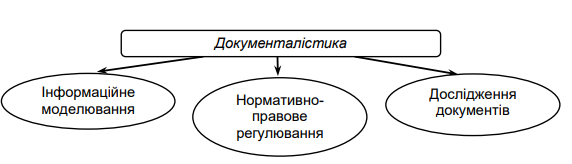 Документалістика
Інформаційне
моделювання
Нормативно-
правове
регулювання
Дослідження
документів